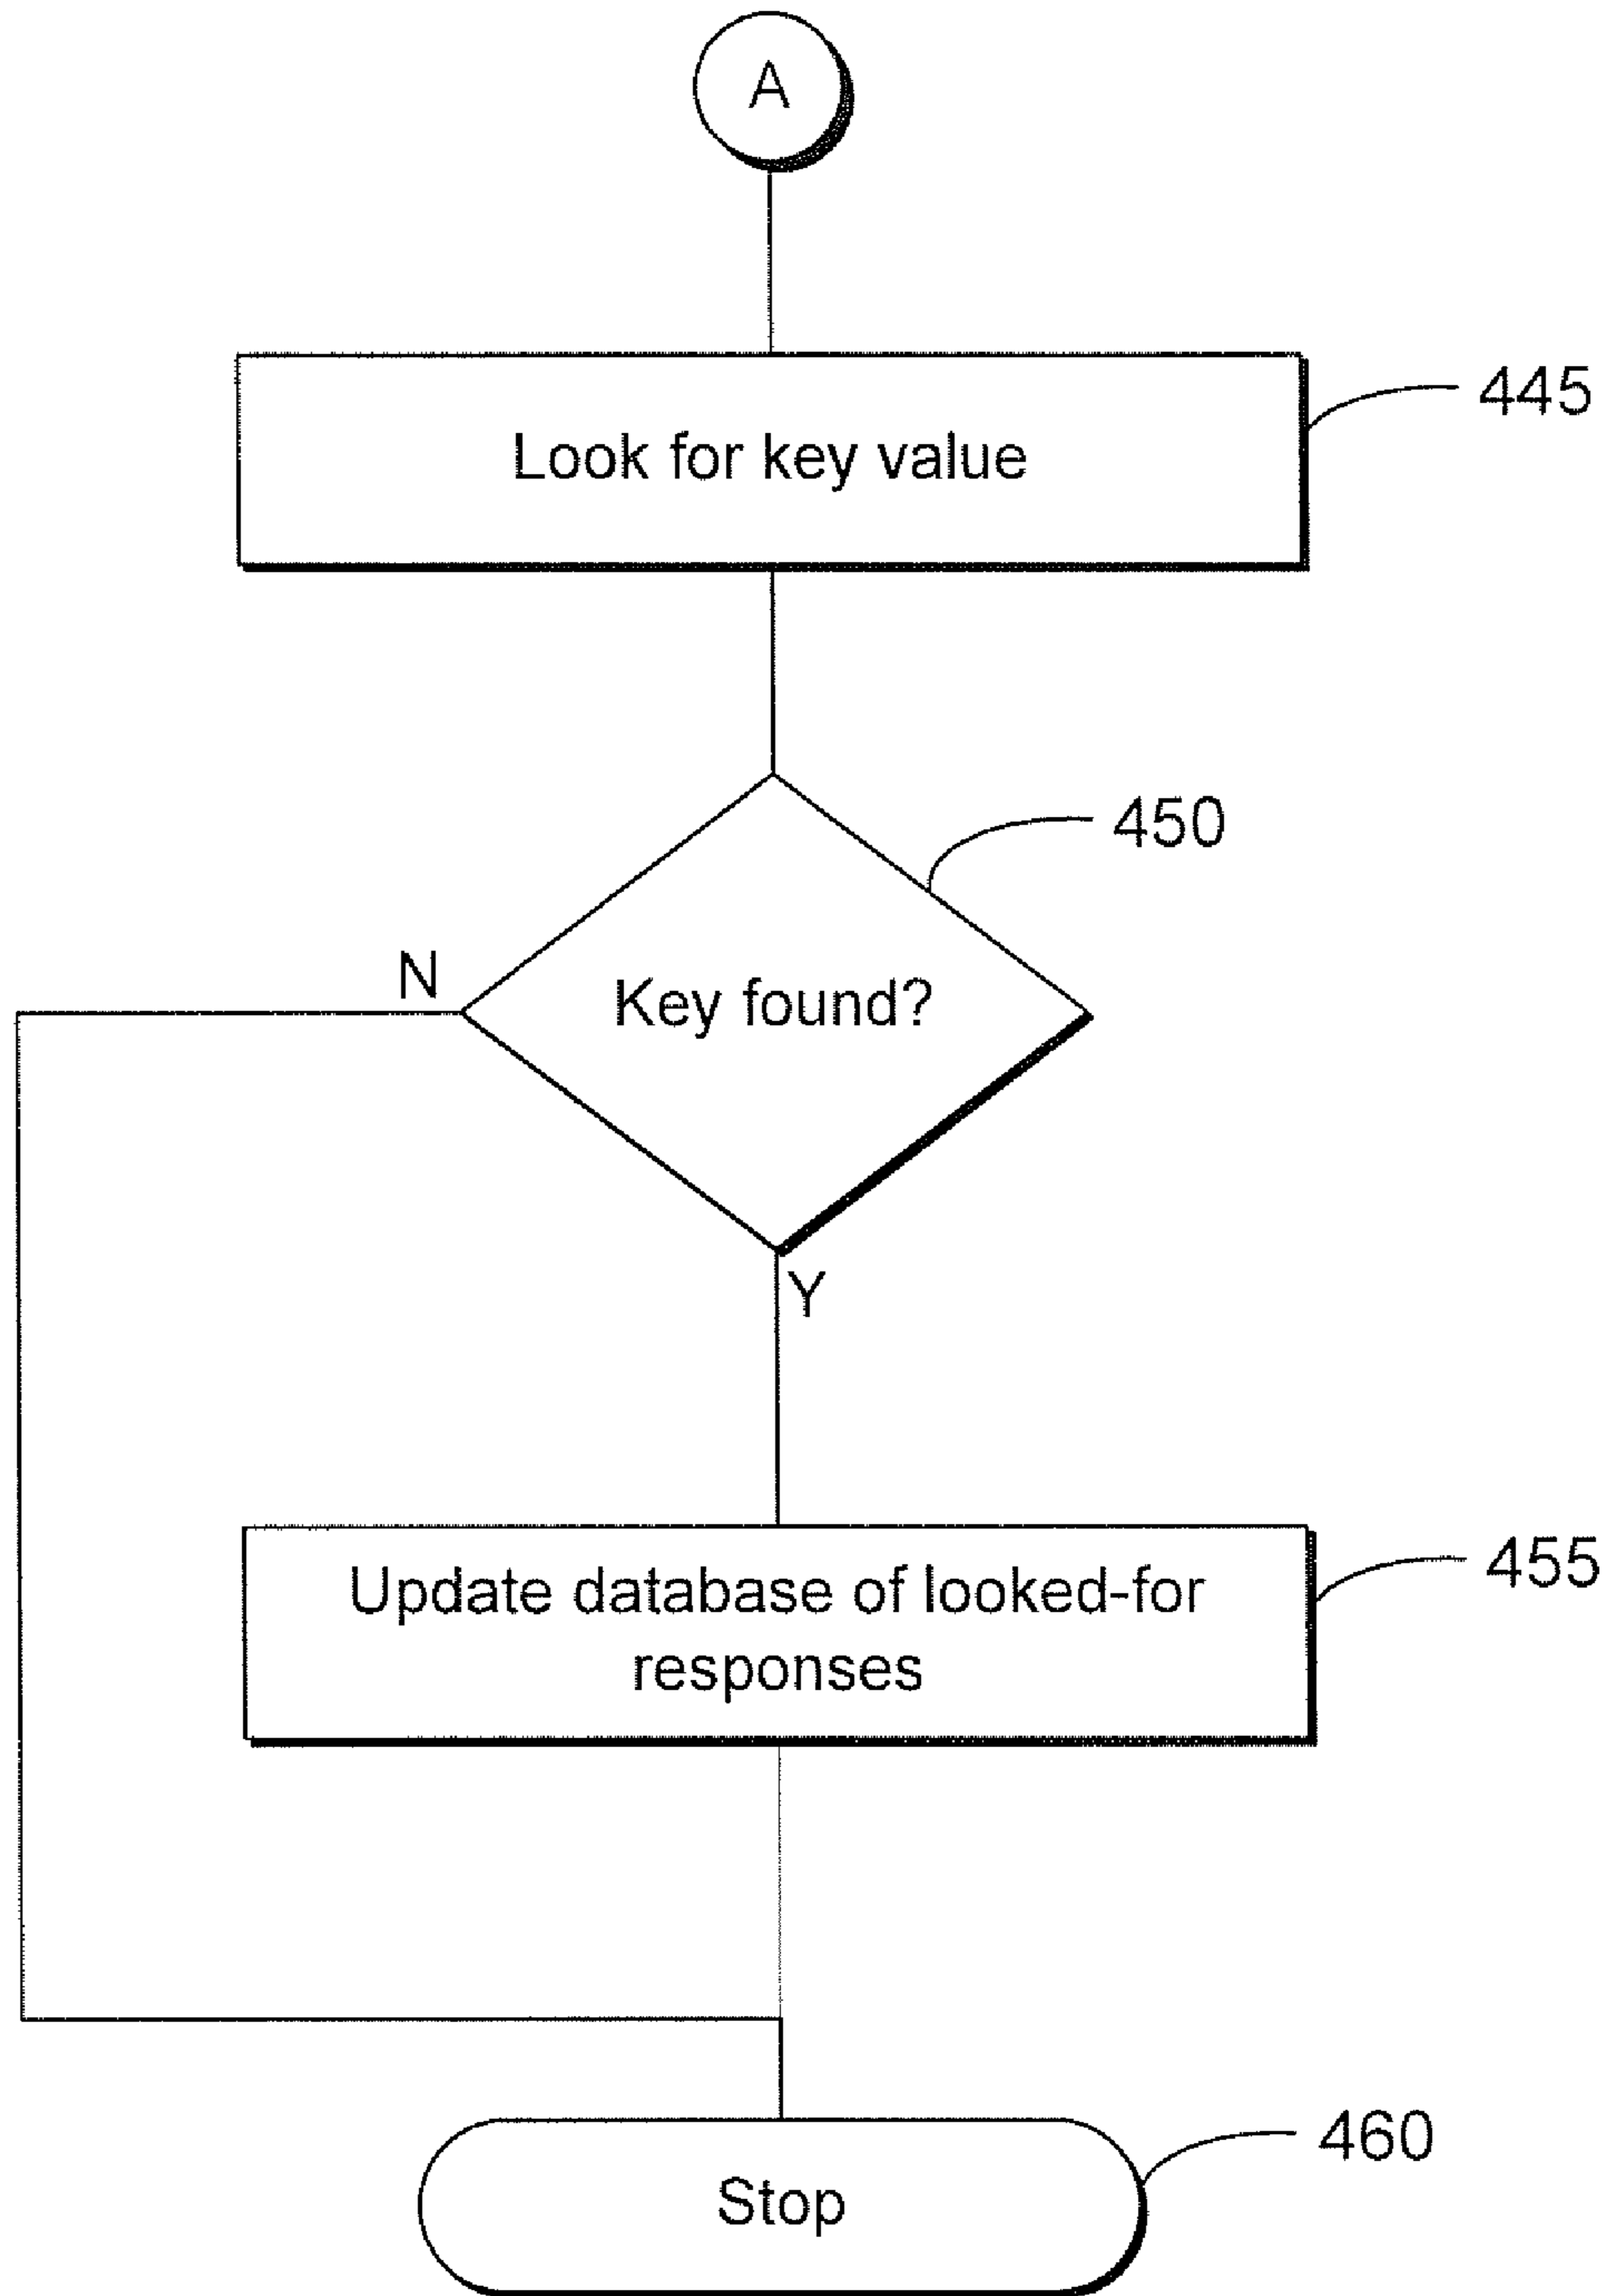 A
Look for key value
445
450
N
Key found?
Y
Update database of looked-for
responses
455
Stop
460